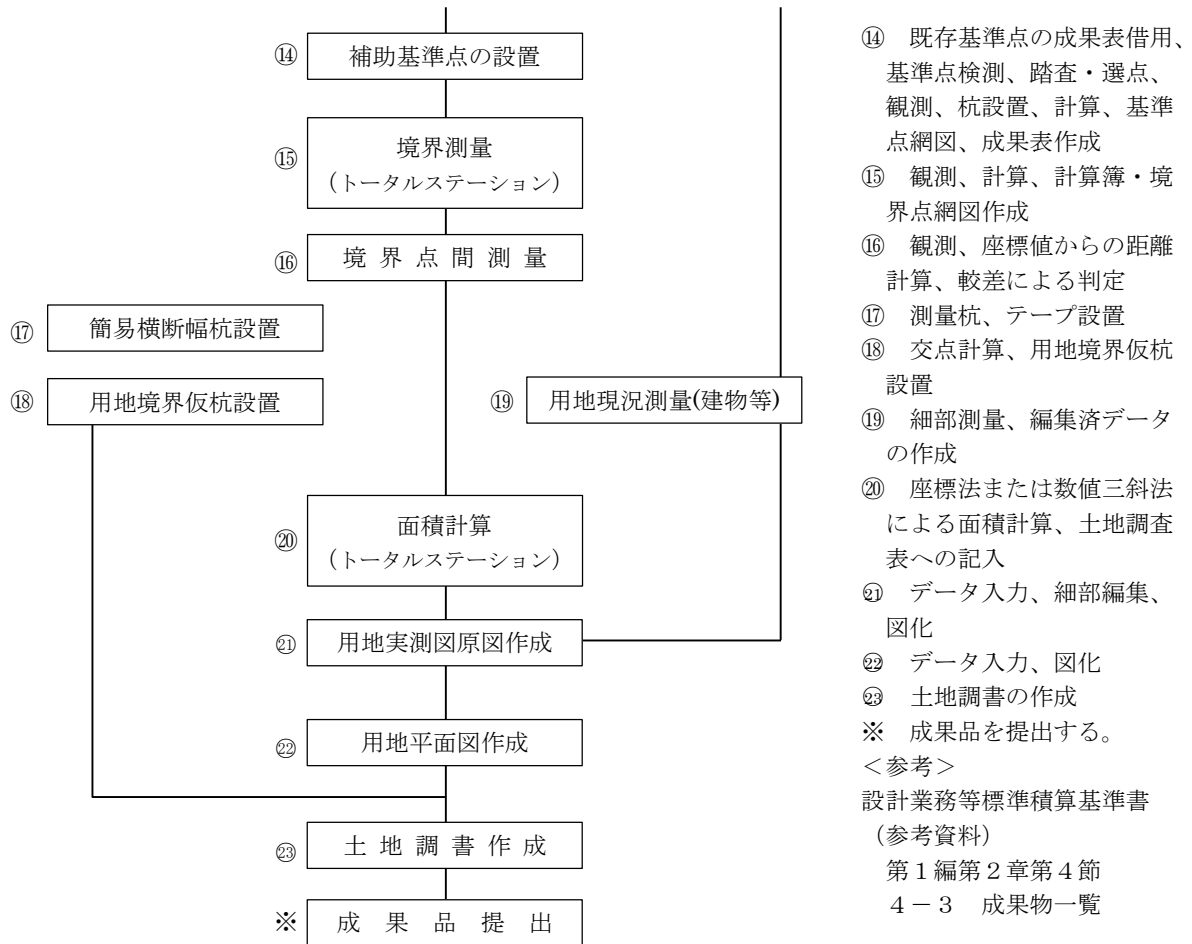 ⑭ 補助基準点の設置
⑮ 境界測量
(トータルステーション)
⑯ 境 界 点 間 測 量
⑰ 簡易横断幅杭設置
⑱ 用地境界仮杭設置
⑲ 用地現況測量(建物等)
⑳ 面積計算
(トータルステーション)
㉑ 用地実測図原図作成
㉒ 用地平面図作成
㉓ 土 地 調 書 作 成
※ 成 果 品 提 出
⑭ 既存基準点の成果表借用、
基準点検測、踏査・選点、
観測、杭設置、計算、基準
点網図、成果表作成
⑮ 観測、計算、計算簿・境
界点網図作成
⑯ 観測、座標値からの距離
計算、較差による判定
⑰ 測量杭、テープ設置
⑱ 交点計算、用地境界仮杭
設置
⑲ 細部測量、編集済データ
の作成
⑳ 座標法または数値三斜法
による面積計算、土地調査
表への記入
㉑ データ入力、細部編集、
図化
㉒ データ入力、図化
㉓ 土地調書の作成
※ 成果品を提出する。
<参考>
設計業務等標準積算基準書
(参考資料)
第1編第2章第4節
4-3 成果物一覧